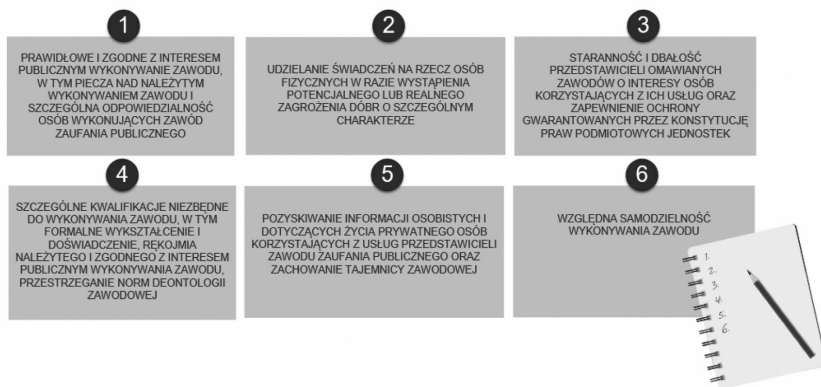 1
PRAWIDŁOWE I ZGODNE Z INTERESEM
PUBLICZNYM WYKONYWANIE ZAWODU,
W TYM PIECZA NAD NALEŻYTYM
WYKONYWANIEM ZAWODU I
SZCZEGÓLNA ODPOWIEDZIALNOŚĆ
OSÓB WYKONUJĄCYCH ZAWÓD
ZAUFANIA PUBLICZNEGO
2
UDZIELANIE ŚWIADCZEŃ NA RZECZ OSÓB
FIZYCZNYCH W RAZIE WYSTĄPIENIA
POTENCJALNEGO LUB REALNEGO
ZAGROŻENIA DÓBR O SZCZEGÓLNYM
CHARAKTERZE
3
STARANNOŚĆ I DBAŁOŚĆ
PRZEDSTAWICIELI OMAWIANYCH
ZAWODÓW O INTERESY OSÓB
KORZYSTAJĄCYCH Z ICH USŁUG ORAZ
ZAPEWNIENIE OCHRONY
GWARANTOWANYCH PRZEZ KONSTYTUCJĘ
PRAW PODMIOTOWYCH JEDNOSTEK
4
SZCZEGÓLNE KWALIFIKACJE NIEZBĘDNE
DO WYKONYWANIA ZAWODU, W TYM
FORMALNE WYKSZTAŁCENIE I
DOŚWIADCZENIE, RĘKOJMIA
NALEŻYTEGO I ZGODNEGO Z INTERESEM
PUBLICZNYM WYKONYWANIA ZAWODU,
PRZESTRZEGANIE NORM DEONTOLOGII
ZAWODOWEJ
5
POZYSKIWANIE INFORMACJI OSOBISTYCH I
DOTYCZĄCYCH ŻYCIA PRYWATNEGO OSÓB
KORZYSTAJĄCYCH Z USŁUG PRZEDSTAWICIELI
ZAWODU ZAUFANIA PUBLICZNEGO ORAZ
ZACHOWANIE TAJEMNICY ZAWODOWEJ
6
WZGLĘDNA SAMODZIELNOŚĆ
WYKONYWANIA ZAWODU
1.
2.
3.
4.
5.
6.